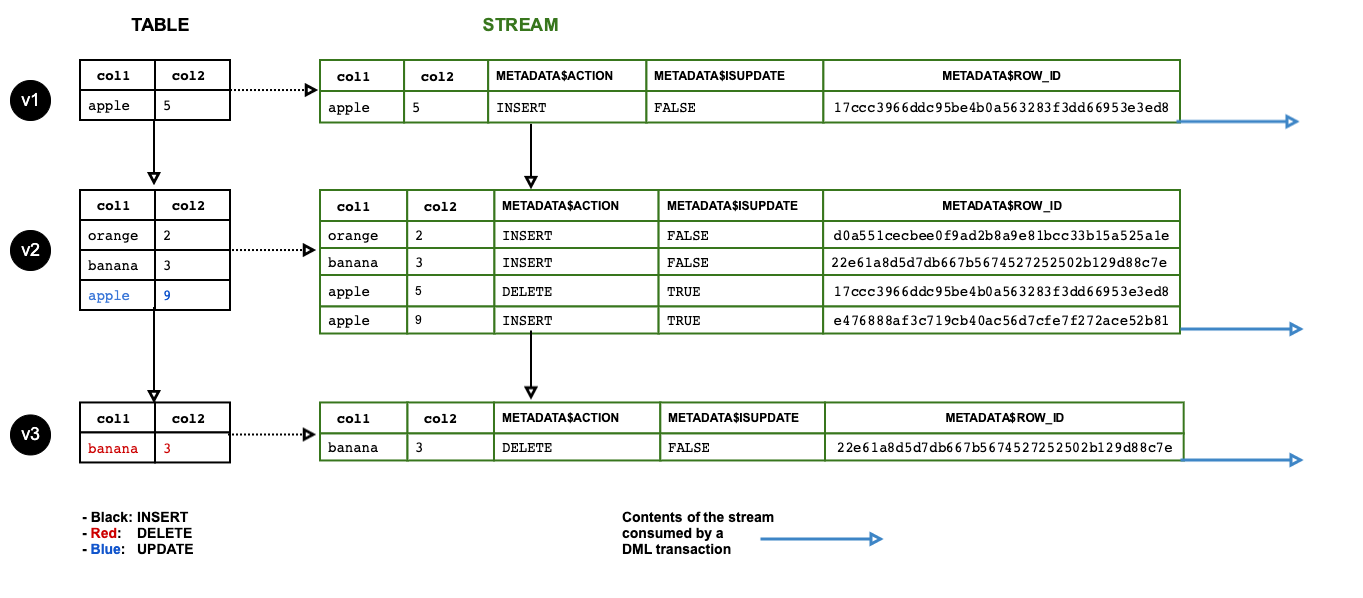 TABLE STREAM
v1
col1 col2
apple 5
col1 col2 METADATA$ACTION METADATA$ISUPDATE METADATA$ROW_ID
apple 5 INSERT FALSE 17ccc3966ddc95be4b0a563283f3dd66953e3ed8
v2
col1 col2
orange 2
banana 3
apple 9
col1 col2 METADATA$ACTION METADATA$ISUPDATE METADATA$ROW_ID
orange 2 INSERT FALSE d0a551cecbee0f9ad2b8a9e81bcc33b15a525a1e
banana 3 INSERT FALSE 22e61a8d5d7db667b5674527252502b129d88c7e
apple 5 DELETE TRUE 17ccc3966ddc95be4b0a563283f3dd66953e3ed8
apple 9 INSERT TRUE e476888af3c719cb40ac56d7cfe7f272ace52b81
v3
col1 col2
banana 3
col1 col2 METADATA$ACTION METADATA$ISUPDATE METADATA$ROW_ID
banana 3 DELETE FALSE 22e61a8d5d7db667b5674527252502b129d88c7e
- Black: INSERT
- Red: DELETE
- Blue: UPDATE
Contents of the stream
consumed by a
DML transaction